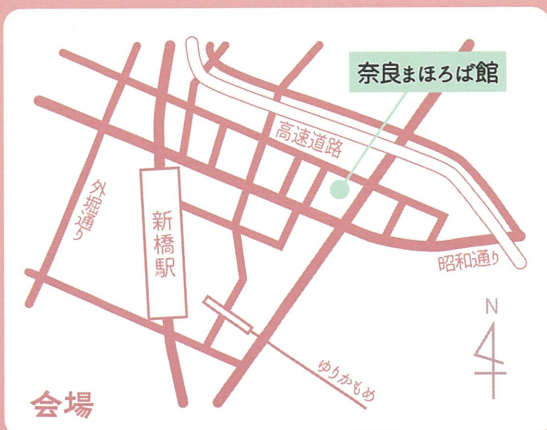 奈良まほろば館
高速道路
外堀通り
新橋駅
昭和通り
N
ゆりかもめ
会場